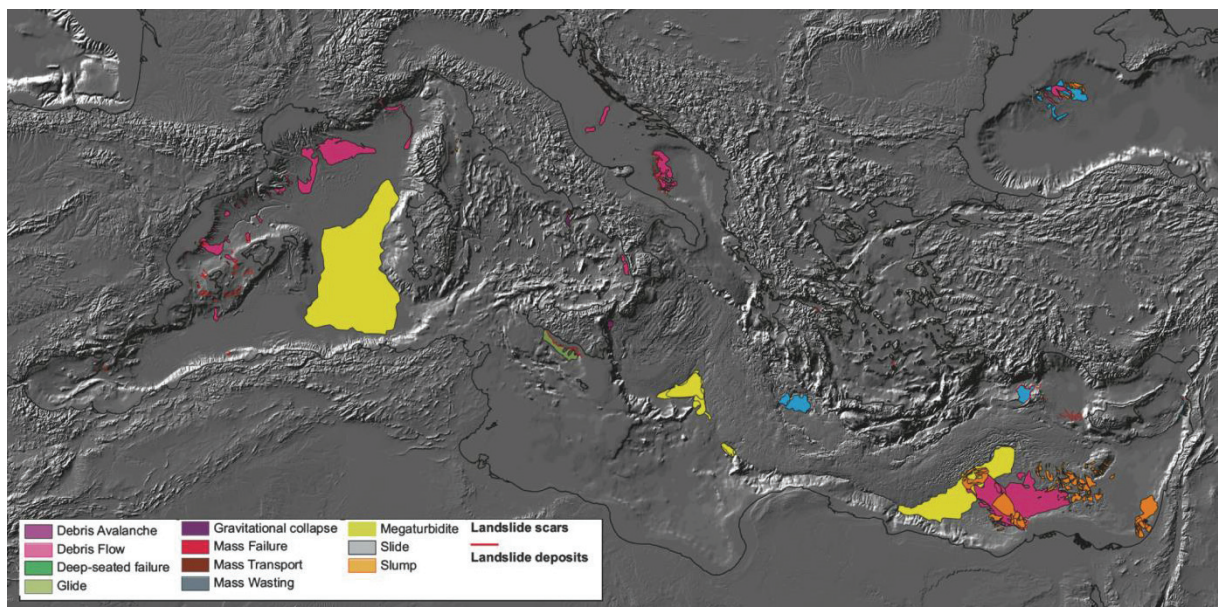 Debris Avalanche
Debris Flow
Deep-seated failure
Glide
Gravitational collapse
Mass Failure
Mass Transport
Mass Wasting
Megaturbidite
Slide
Slump
Landslide scars
Landslide deposits